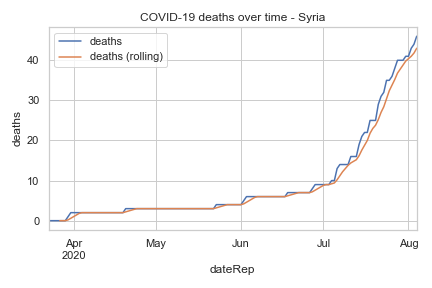 COVID-19 deaths over time - Syria
deaths
deaths (rolling)
40
30
20
10
0
deaths
Apr
2020
May
Jun
Jul
Aug
dateRep